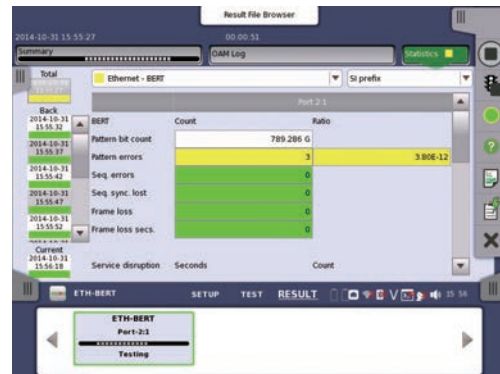 Result File Browser
2014-10-31 15:55:27 00:00:51
Summary OAM Log Statistics
Total
Ethernet - BERT SI prefix
Port 2:1
Back
2014-10-31 15:55:32
2014-10-31 15:55:37
2014-10-31 15:55:42
2014-10-31 15:55:47
2014-10-31 15:55:52
Current
2014-10-31 15:56:18
BERT Count Ratio
Pattern bit count 789.286 G
Pattern errors 3 3.80E-12
Seq. errors 0
Seq. sync. lost 0
Frame loss 0
Frame loss secs. 0
Service disruption Seconds Count
ETH-BERT SETUP TEST RESULT 15 56
ETH-BERT
Port-2:1
Testing